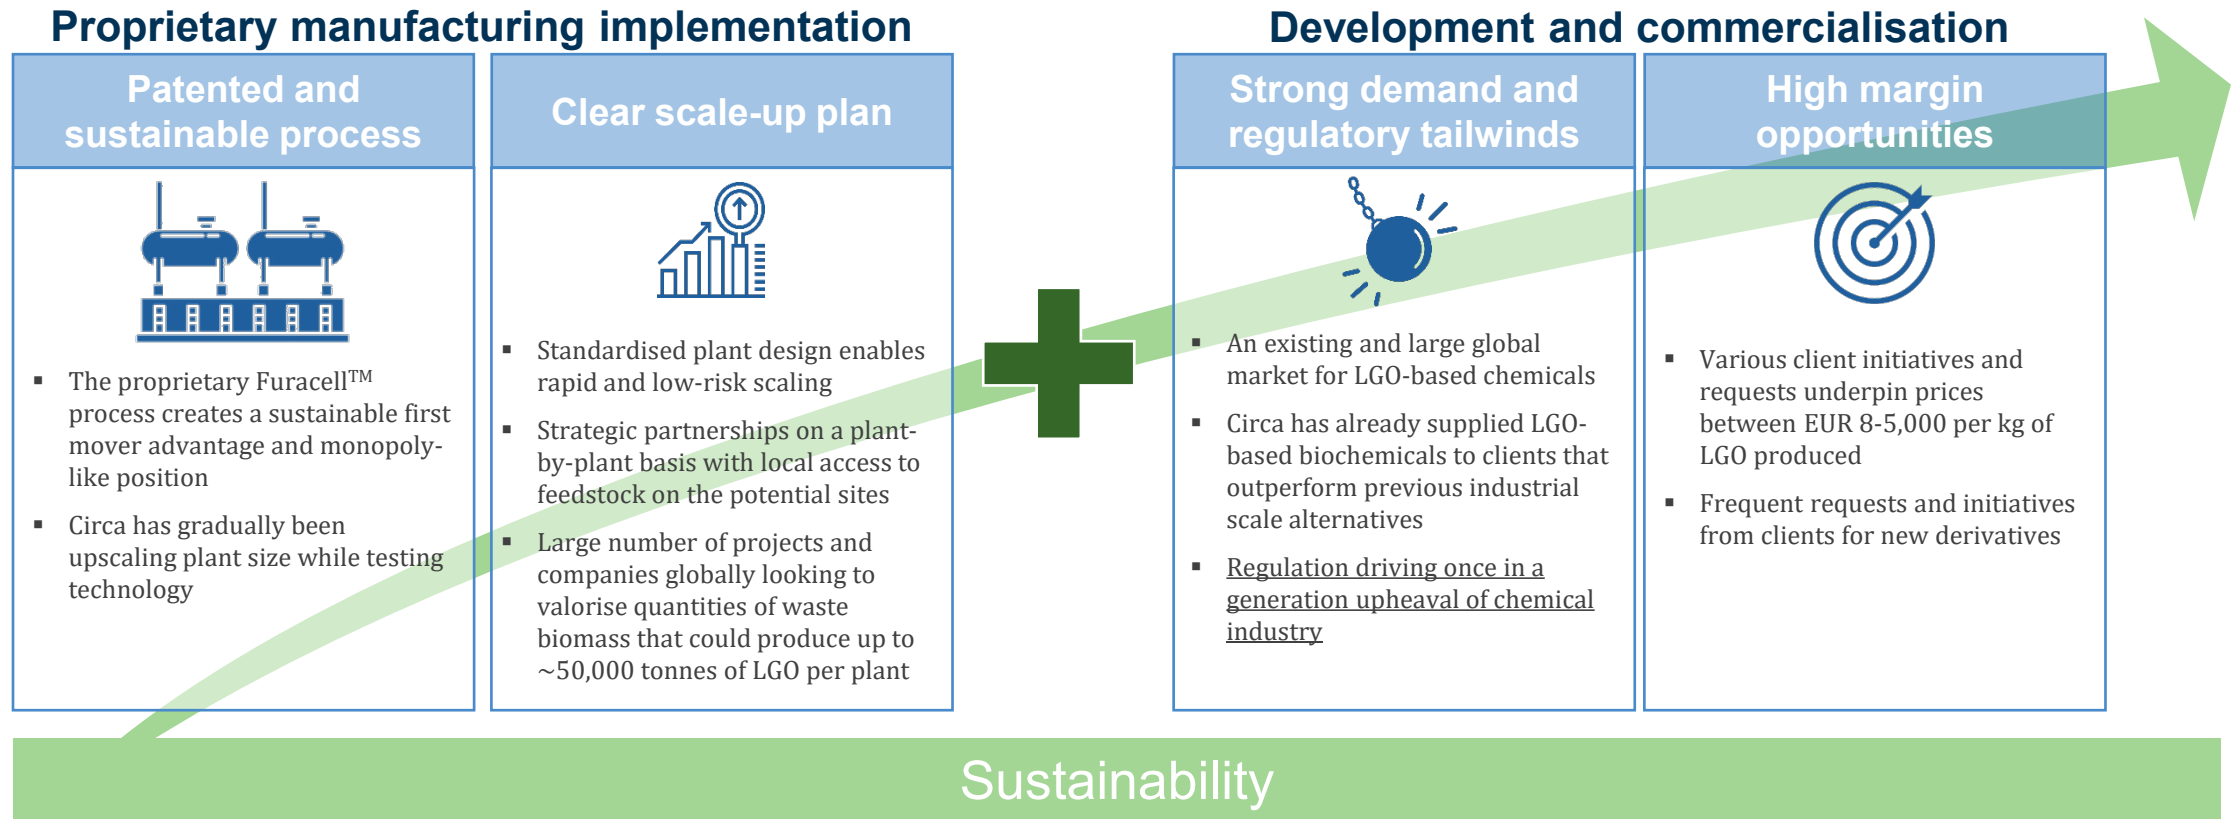 Proprietary manufacturing implementation
Patented and
sustainable process
▪ The proprietary Furacell™
process creates a sustainable first
mover advantage and monopoly-
like position
▪ Circa has gradually been
upscaling plant size while testing
technology
Clear scale-up plan
▪ Standardised plant design enables
rapid and low-risk scaling
▪ Strategic partnerships on a plant-
by-plant basis with local access to
feedstock on the potential sites
▪ Large number of projects and
companies globally looking to
valorise quantities of waste
biomass that could produce up to
~50,000 tonnes of LGO per plant
Development and commercialisation
Strong demand and
regulatory tailwinds
▪ An existing and large global
market for LGO-based chemicals
▪ Circa has already supplied LGO-
based biochemicals to clients that
outperform previous industrial
scale alternatives
▪ Regulation driving once in a
generation upheaval of chemical
industry
High margin
opportunities
▪ Various client initiatives and
requests underpin prices
between EUR 8-5,000 per kg of
LGO produced
▪ Frequent requests and initiatives
from clients for new derivatives
Sustainability